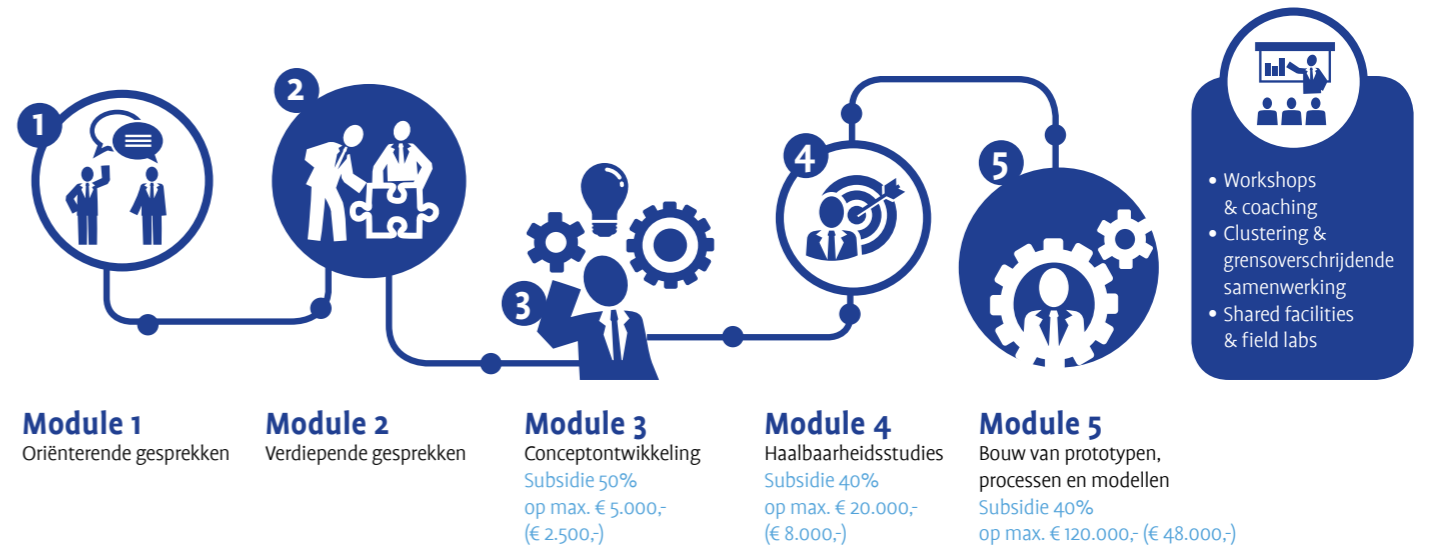 1
2
3
4
5
• Workshops
& coaching
• Clustering &
grensoverschrijdende
samenwerking
• Shared facilities
& field labs
Module 1
Oriënterende gesprekken
Module 2
Verdiepende gesprekken
Module 3
Conceptontwikkeling
Subsidie 50%
op max. € 5.000,-
(€ 2.500,-)
Module 4
Haalbaarheidsstudies
Subsidie 40%
op max. € 20.000,-
(€ 8.000,-)
Module 5
Bouw van prototypen,
processen en modellen
Subsidie 40%
op max. € 120.000,- (€ 48.000,-)